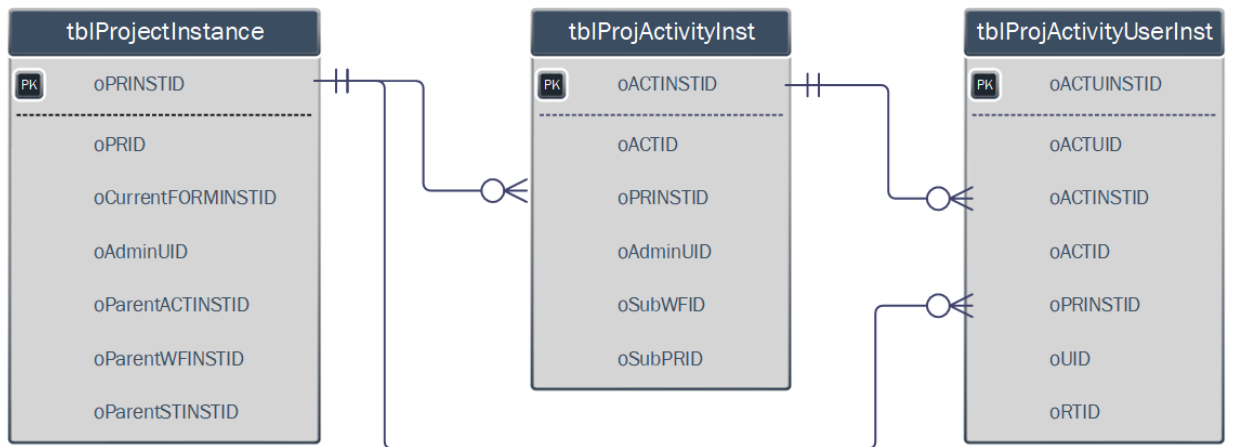 tblProjectInstance
PK oPRINSTID
oPRID
oCurrentFORMINSTID
oAdminUID
oParentACTINSTID
oParentWFINSTID
oParentSTINSTID
tblProjActivityInst
PK oACTINSTID
oACTID
oPRINSTID
oAdminUID
oSubWFID
oSubPRID
tblProjActivityUserInst
PK oACTUINSTID
oACTUID
oACTINSTID
oACTID
oPRINSTID
oUID
oRTID